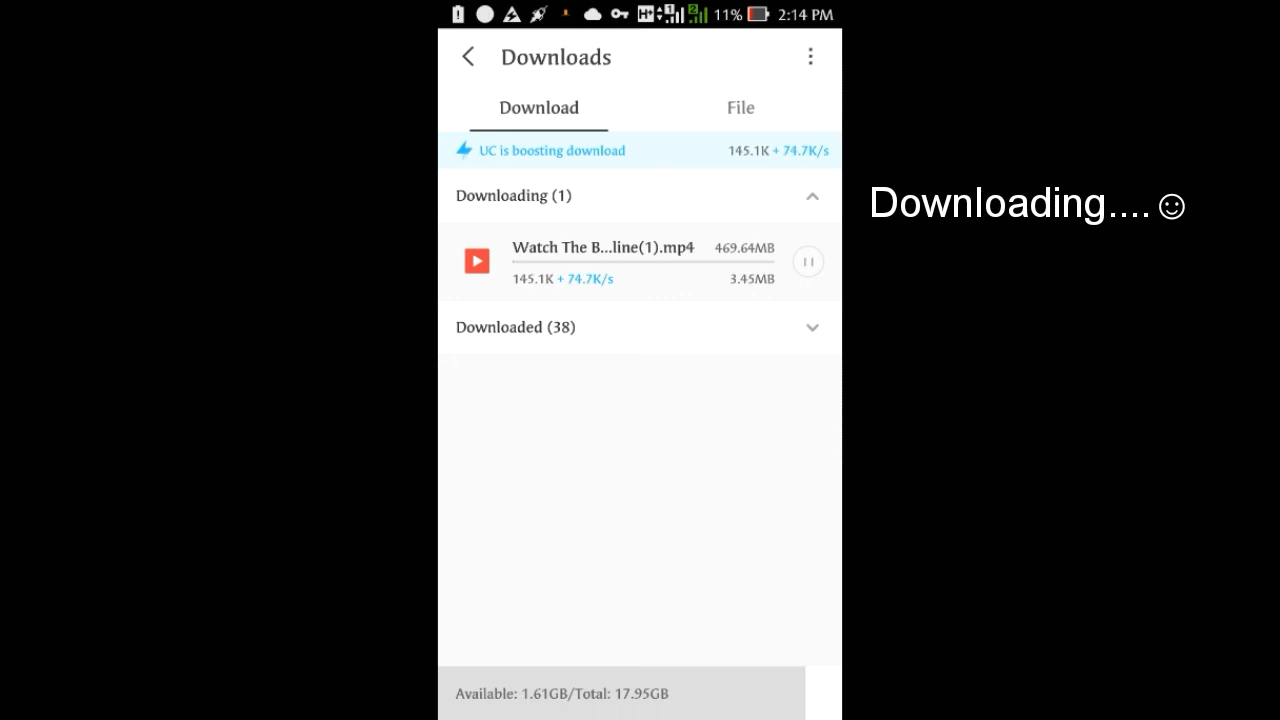 11% 2:14 PM
Downloads
Download File
UC is boosting download 145.1K + 74.7K/s
Downloading (1)
Downloading....☺
Watch The B...line(1).mp4 469.64MB
145.1K + 74.7K/s 3.45MB
Downloaded (38)
Available: 1.61GB/Total: 17.95GB